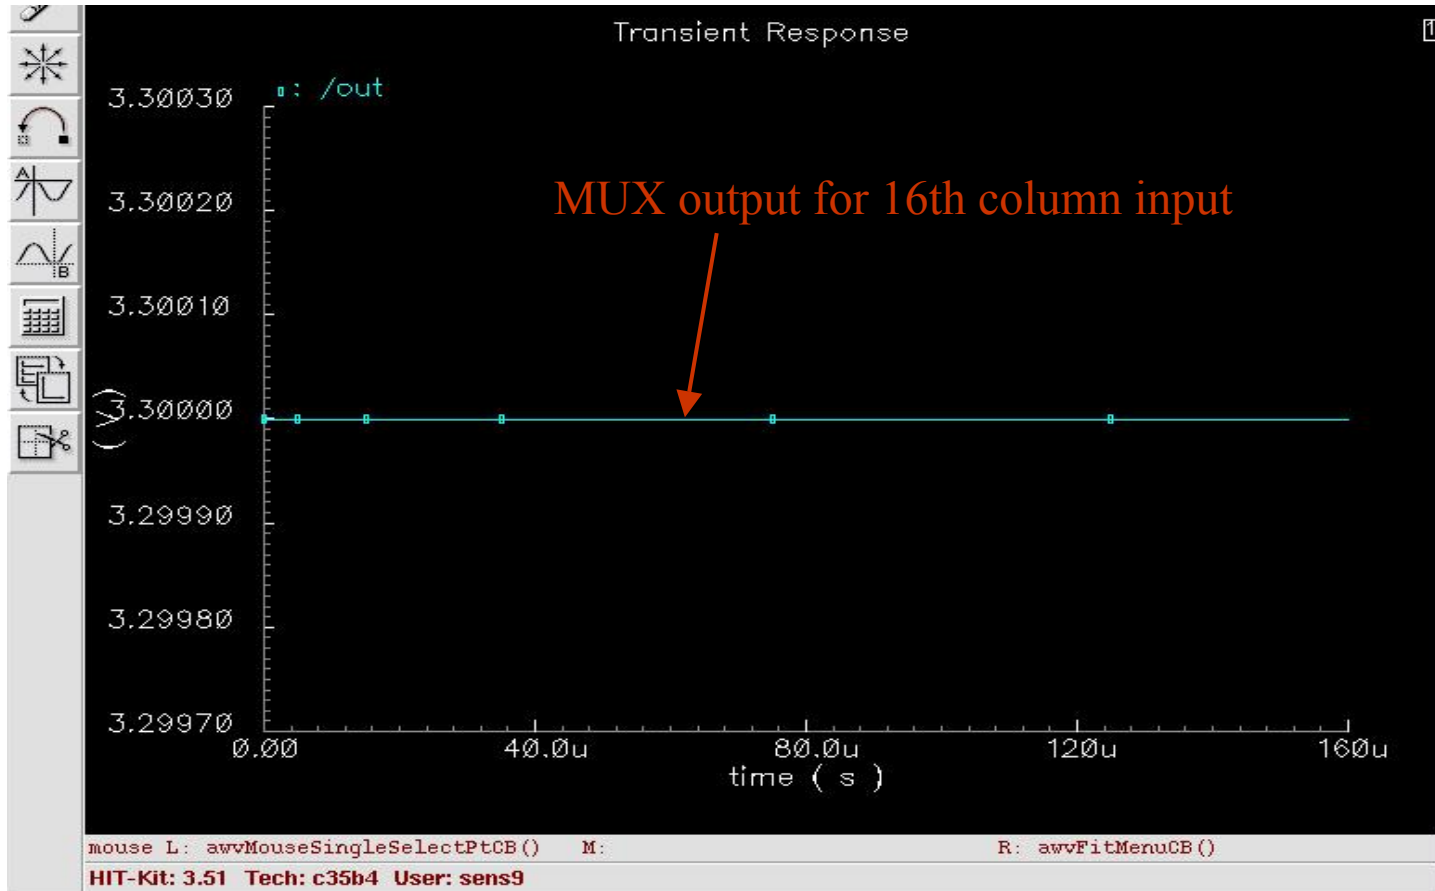 Transient Response
1
: /out
3.30030
3.30020
MUX output for 16th column input
3.30010
3.30000
(V)
3.29990
3.29980
3.29970
0.00 40.0u 80.0u 120u 160u
time ( s )
A
B
mouse L: awvMouseSingleSelectPtCB() M: R: awvFitMenuCB()
HIT-Kit: 3.51 Tech: c35b4 User: sens9